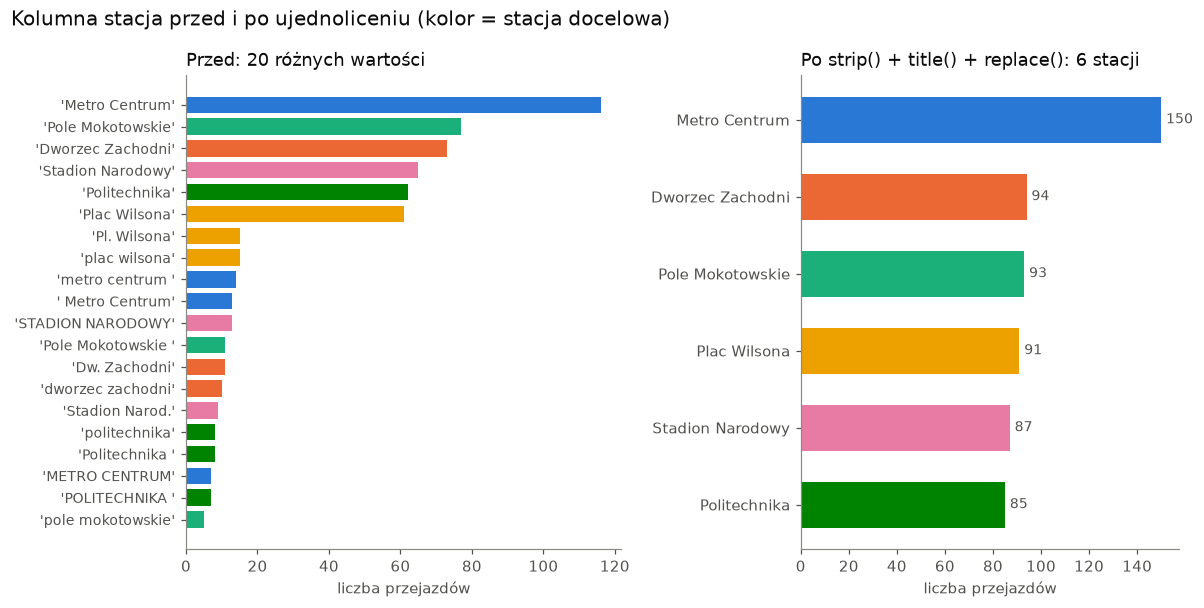 Kolumna stacja przed i po ujednoliceniu (kolor = stacja docelowa)
Przed: 20 różnych wartości
'Metro Centrum'
'Pole Mokotowskie'
'Dworzec Zachodni'
'Stadion Narodowy'
'Politechnika'
'Plac Wilsona'
'Pl. Wilsona'
'plac wilsona'
'metro centrum '
' Metro Centrum'
'STADION NARODOWY'
'Pole Mokotowskie '
'Dw. Zachodni'
'dworzec zachodni'
'Stadion Narod.'
'politechnika'
'Politechnika '
'METRO CENTRUM'
'POLITECHNIKA '
'pole mokotowskie'
0 20 40 60 80 100 120
liczba przejazdów
Po strip() + title() + replace(): 6 stacji
Metro Centrum 150
Dworzec Zachodni 94
Pole Mokotowskie 93
Plac Wilsona 91
Stadion Narodowy 87
Politechnika 85
0 20 40 60 80 100 120 140
liczba przejazdów